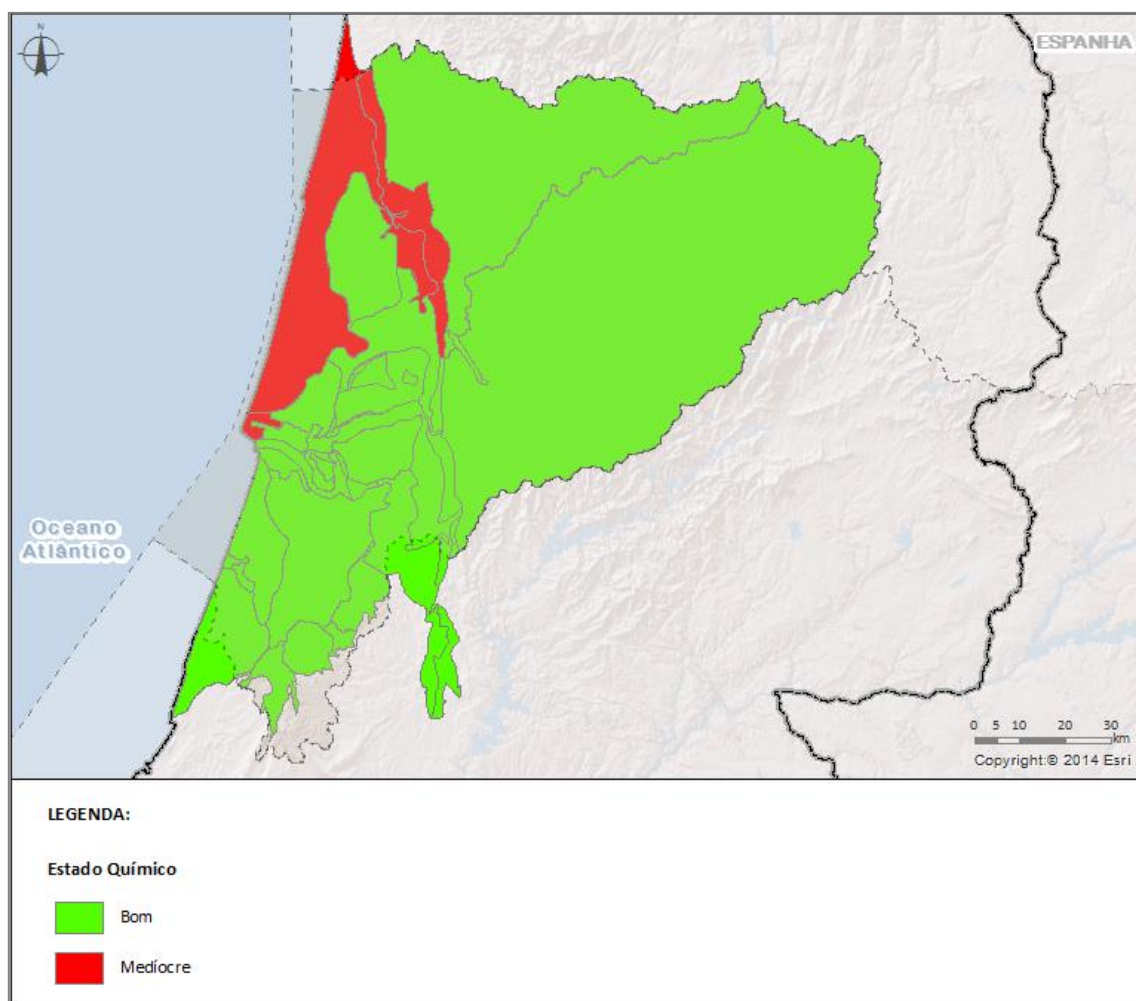 N
ESPANHA
Oceano
Atlântico
0 5 10 20 30
km
Copyright:© 2014 Esri
LEGENDA:
Estado Químico
Bom
Medíocre